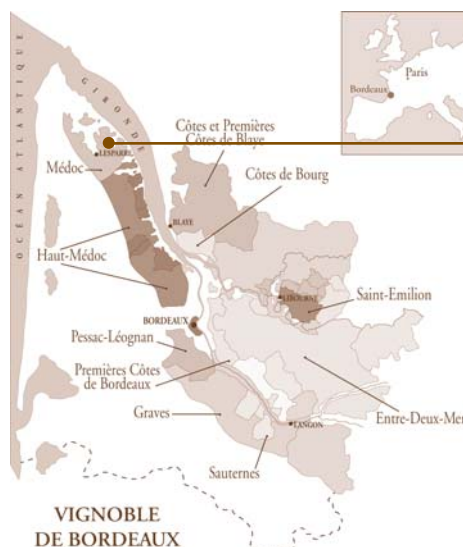 OCÉAN ATLANTIQUE
GIRONDE
Paris
Bordeaux
LESPARRE
Médoc
Côtes et Premières
Côtes de Blaye
Côtes de Bourg
BLAYE
Haut-Médoc
LIBOURNE
Saint-Emilion
BORDEAUX
Pessac-Léognan
Premières Côtes
de Bordeaux
Graves
Entre-Deux-Mer
LANGON
Sauternes
VIGNOBLE
DE BORDEAUX